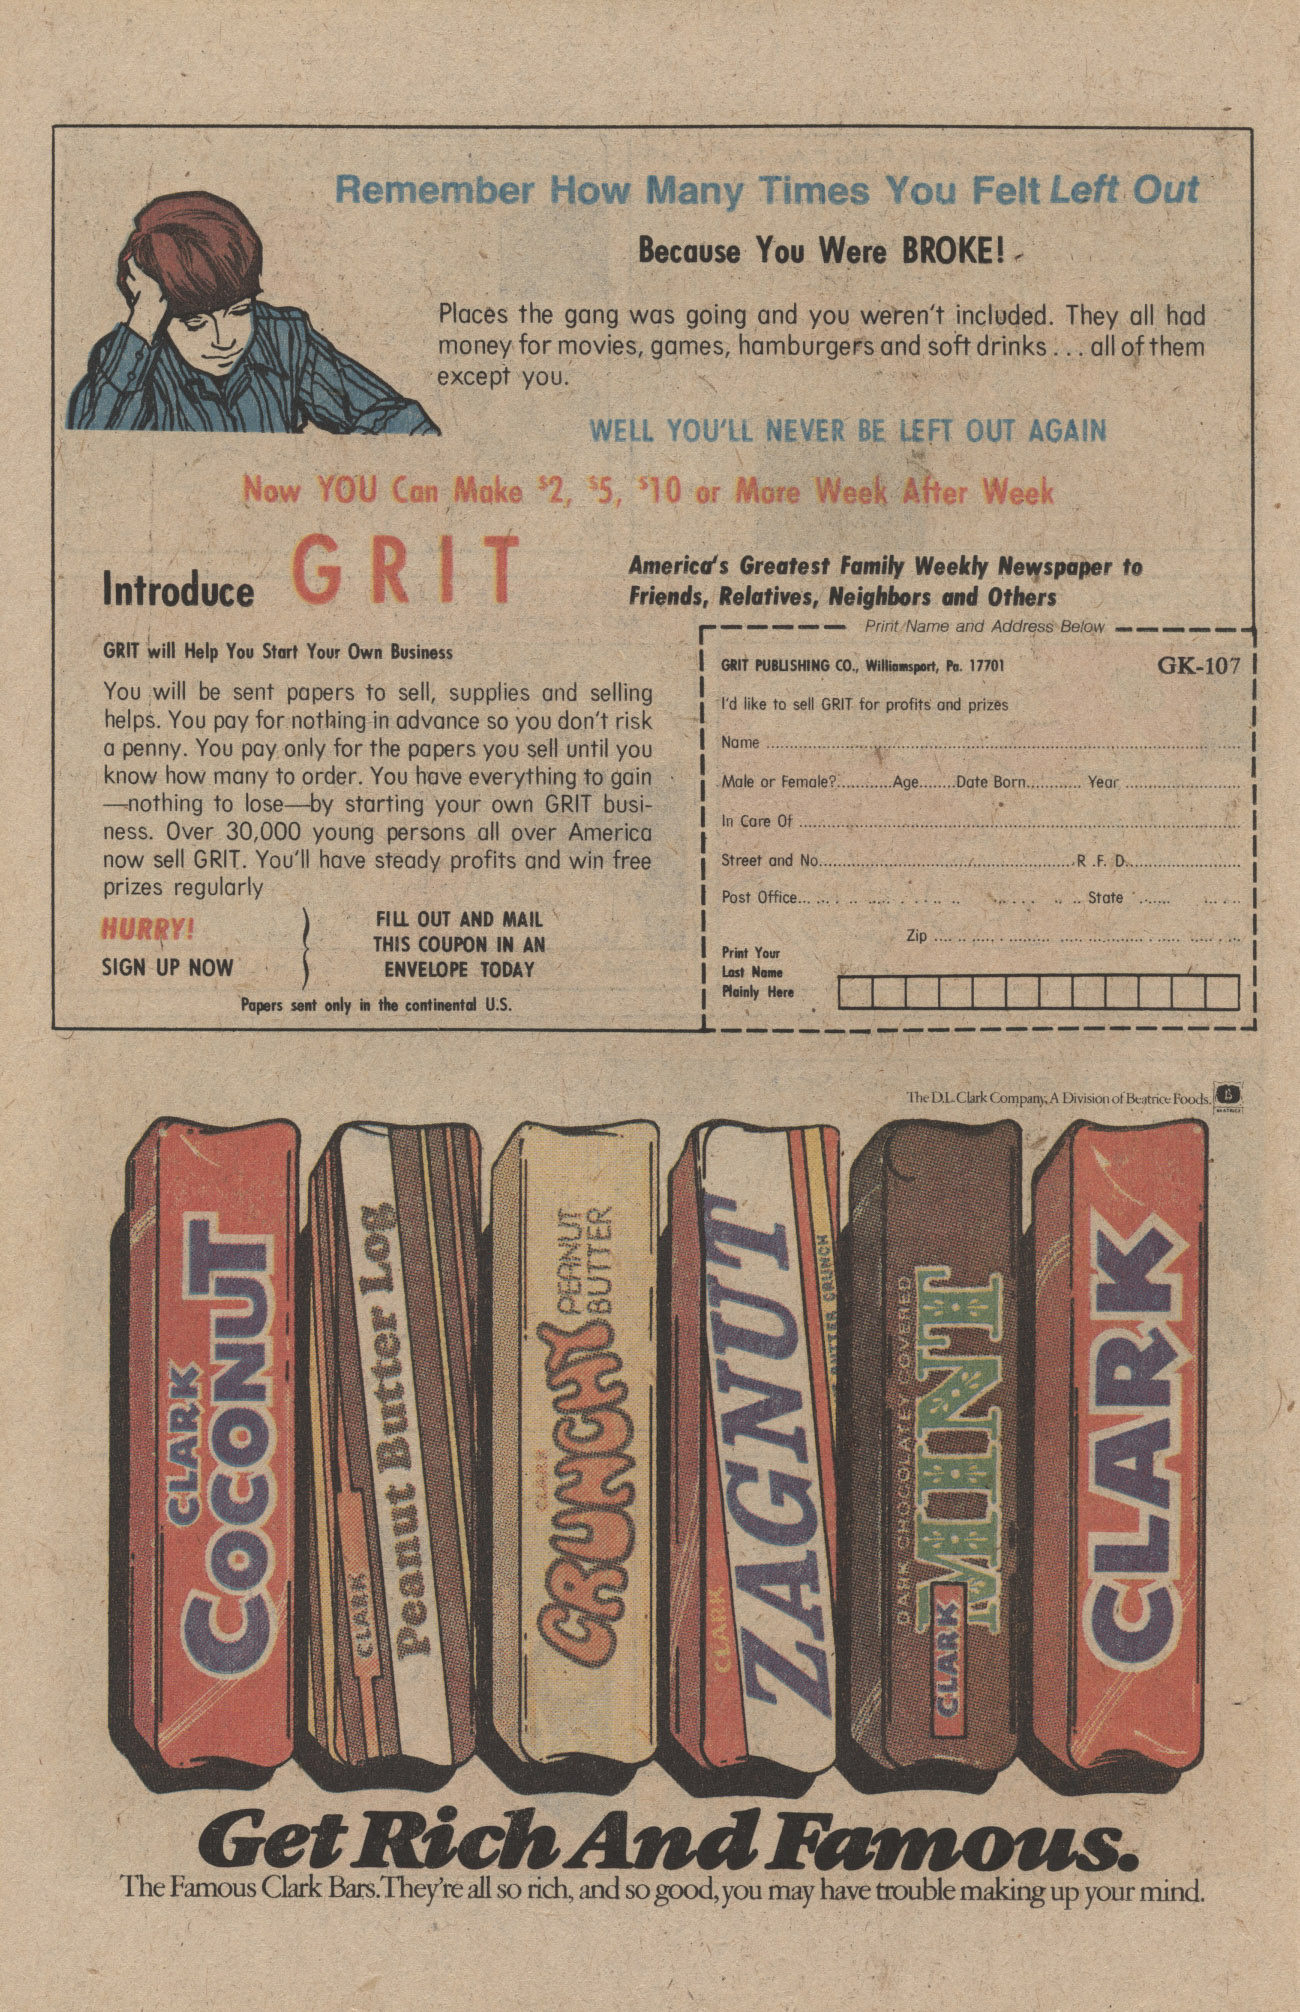 Remember How Many Times You Felt Left Out
Because You Were BROKE!
Places the gang was going and you weren't included. They all had
money for movies, games, hamburgers and soft drinks . . . all of them
except you.
WELL YOU'LL NEVER BE LEFT OUT AGAIN
Now YOU Can Make $2, $5, $10 or More Week After Week
Introduce GRIT
America's Greatest Family Weekly Newspaper to
Friends, Relatives, Neighbors and Others
GRIT will Help You Start Your Own Business
You will be sent papers to sell, supplies and selling
helps. You pay for nothing in advance so you don't risk
a penny. You pay only for the papers you sell until you
know how many to order. You have everything to gain
—nothing to lose—by starting your own GRIT busi-
ness. Over 30,000 young persons all over America
now sell GRIT. You'll have steady profits and win free
prizes regularly
HURRY!
SIGN UP NOW
FILL OUT AND MAIL
THIS COUPON IN AN
ENVELOPE TODAY
Papers sent only in the continental U.S.
Print Name and Address Below
GRIT PUBLISHING CO., Williamsport, Pa. 17701 GK-107
I'd like to sell GRIT for profits and prizes
Name
Male or Female? Age Date Born Year
In Care Of
Street and No. R .F. D.
Post Office State
Zip
Print Your
Last Name
Plainly Here
The D.L. Clark Company, A Division of Beatrice Foods.
BEATRICE
CLARK
COCONUT
CLARK
Peanut Butter Log
CLARK
CRUNCHY
PEANUT
BUTTER
CLARK
ZAGNUT
BUTTER CRUNCH
DARK CHOCOLATEY COVERED
MINT
CLARK
CLARK
Get Rich And Famous.
The Famous Clark Bars. They're all so rich, and so good, you may have trouble making up your mind.